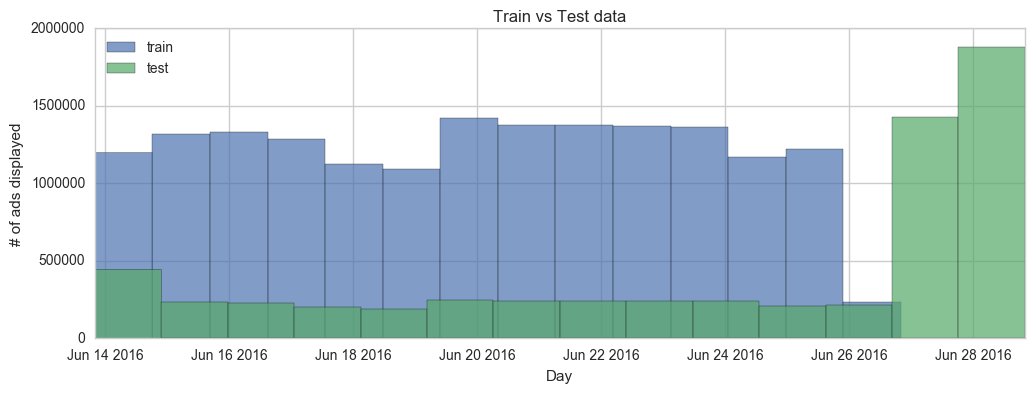 Train vs Test data
train
test
# of ads displayed
2000000
1500000
1000000
500000
0
Jun 14 2016 Jun 16 2016 Jun 18 2016 Jun 20 2016 Jun 22 2016 Jun 24 2016 Jun 26 2016 Jun 28 2016
Day